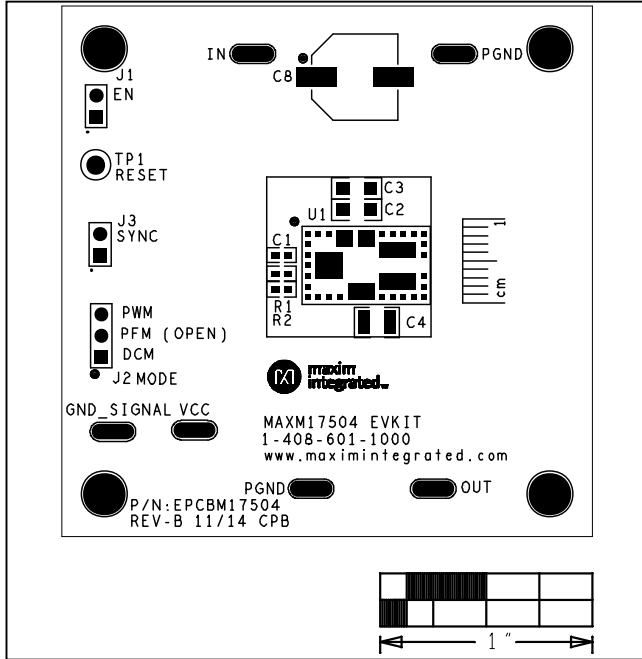 IN
PGND
J1
EN
C8
TP1
RESET
C3
C2
U1
J3
SYNC
C1
1
cm
R1
R2
C4
PWM
PFM (OPEN)
DCM
J2 MODE
maxim
integrated™
GND_SIGNAL VCC
MAXM17504 EVKIT
1-408-601-1000
www.maximintegrated.com
PGND
OUT
P/N:EPCBM17504
REV-B 11/14 CPB
1"